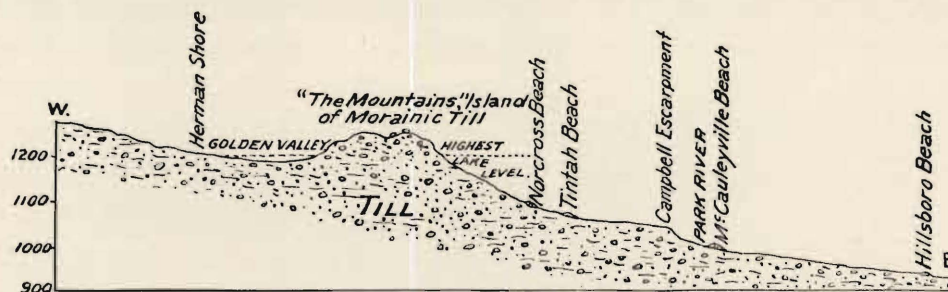 W.
Herman Shore
"The Mountains," Island
of Morainic Till
GOLDEN VALLEY
HIGHEST
LAKE
LEVEL
Norcross Beach
Tintah Beach
Campbell Escarpment
PARK RIVER
McCauleyville Beach
Hillsboro Beach
E
TILL
1200
1100
1000
900